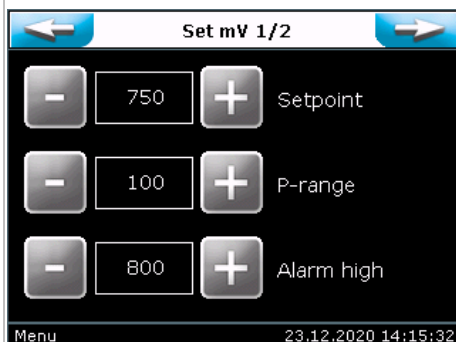 Set mV 1/2
- 750 + Setpoint
- 100 + P-range
- 800 + Alarm high
Menu 23.12.2020 14:15:32